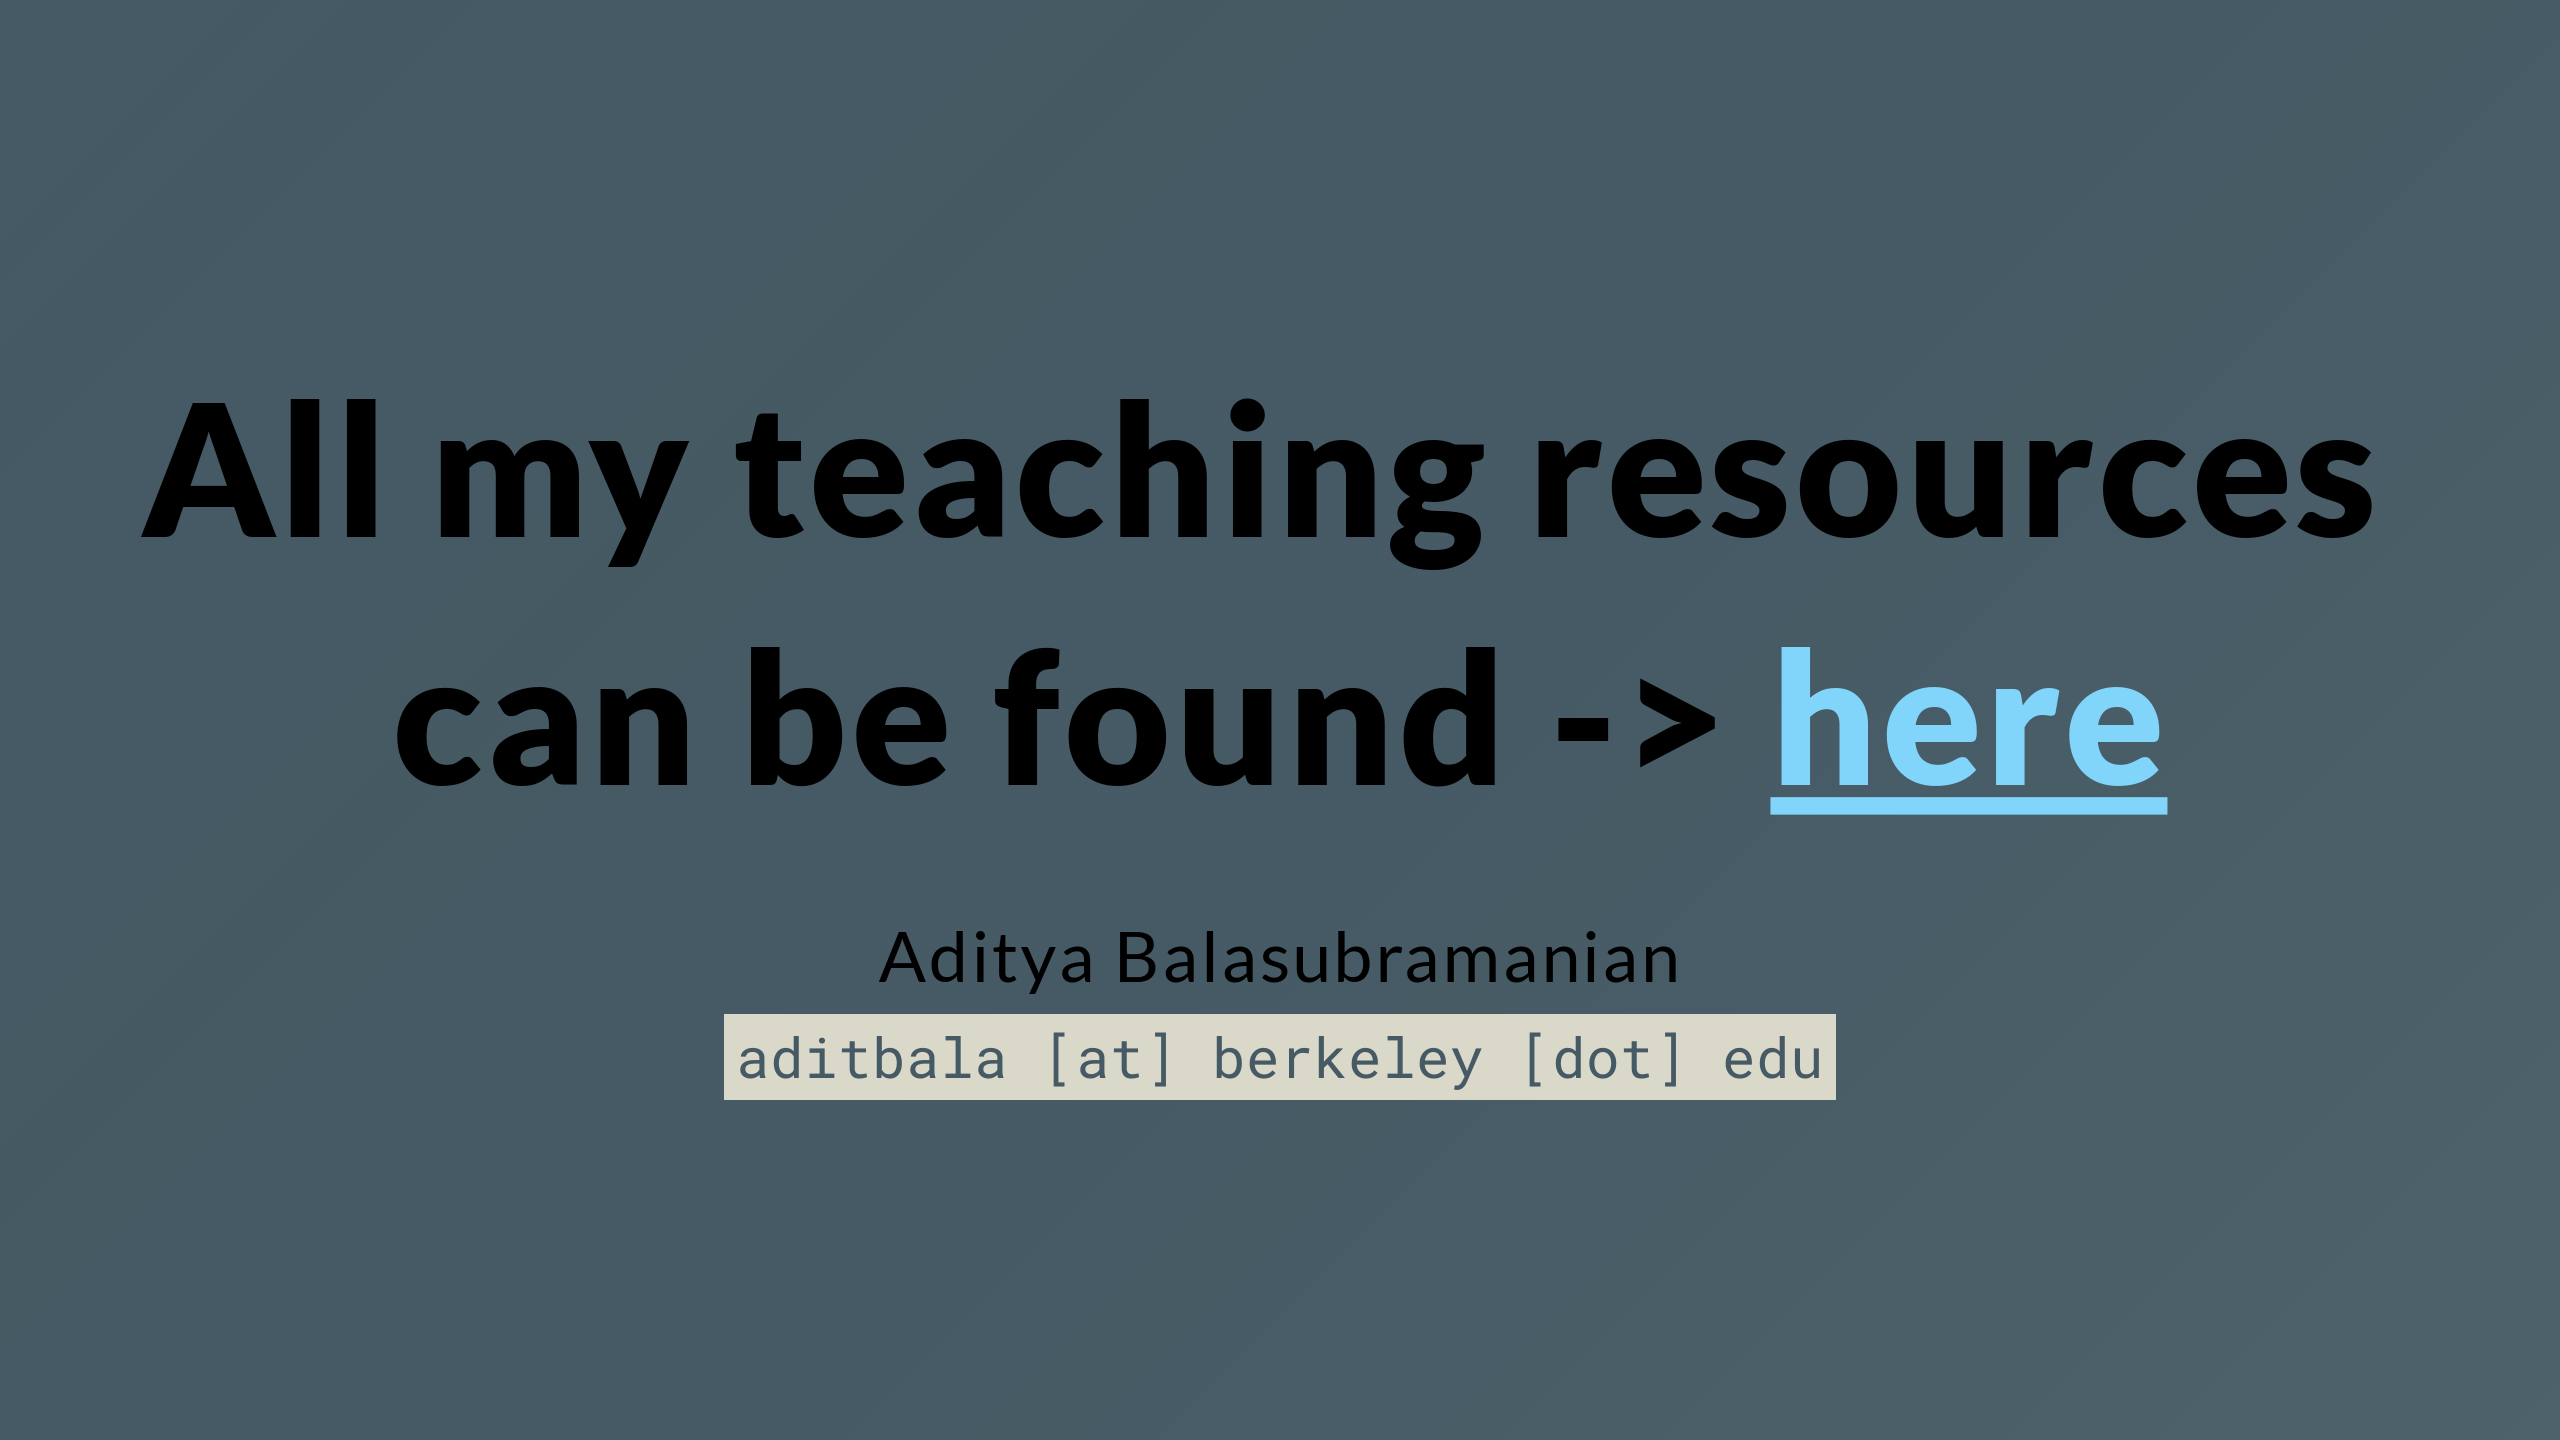 All my teaching resources
can be found -> here
Aditya Balasubramanian
aditbala [at] berkeley [dot] edu